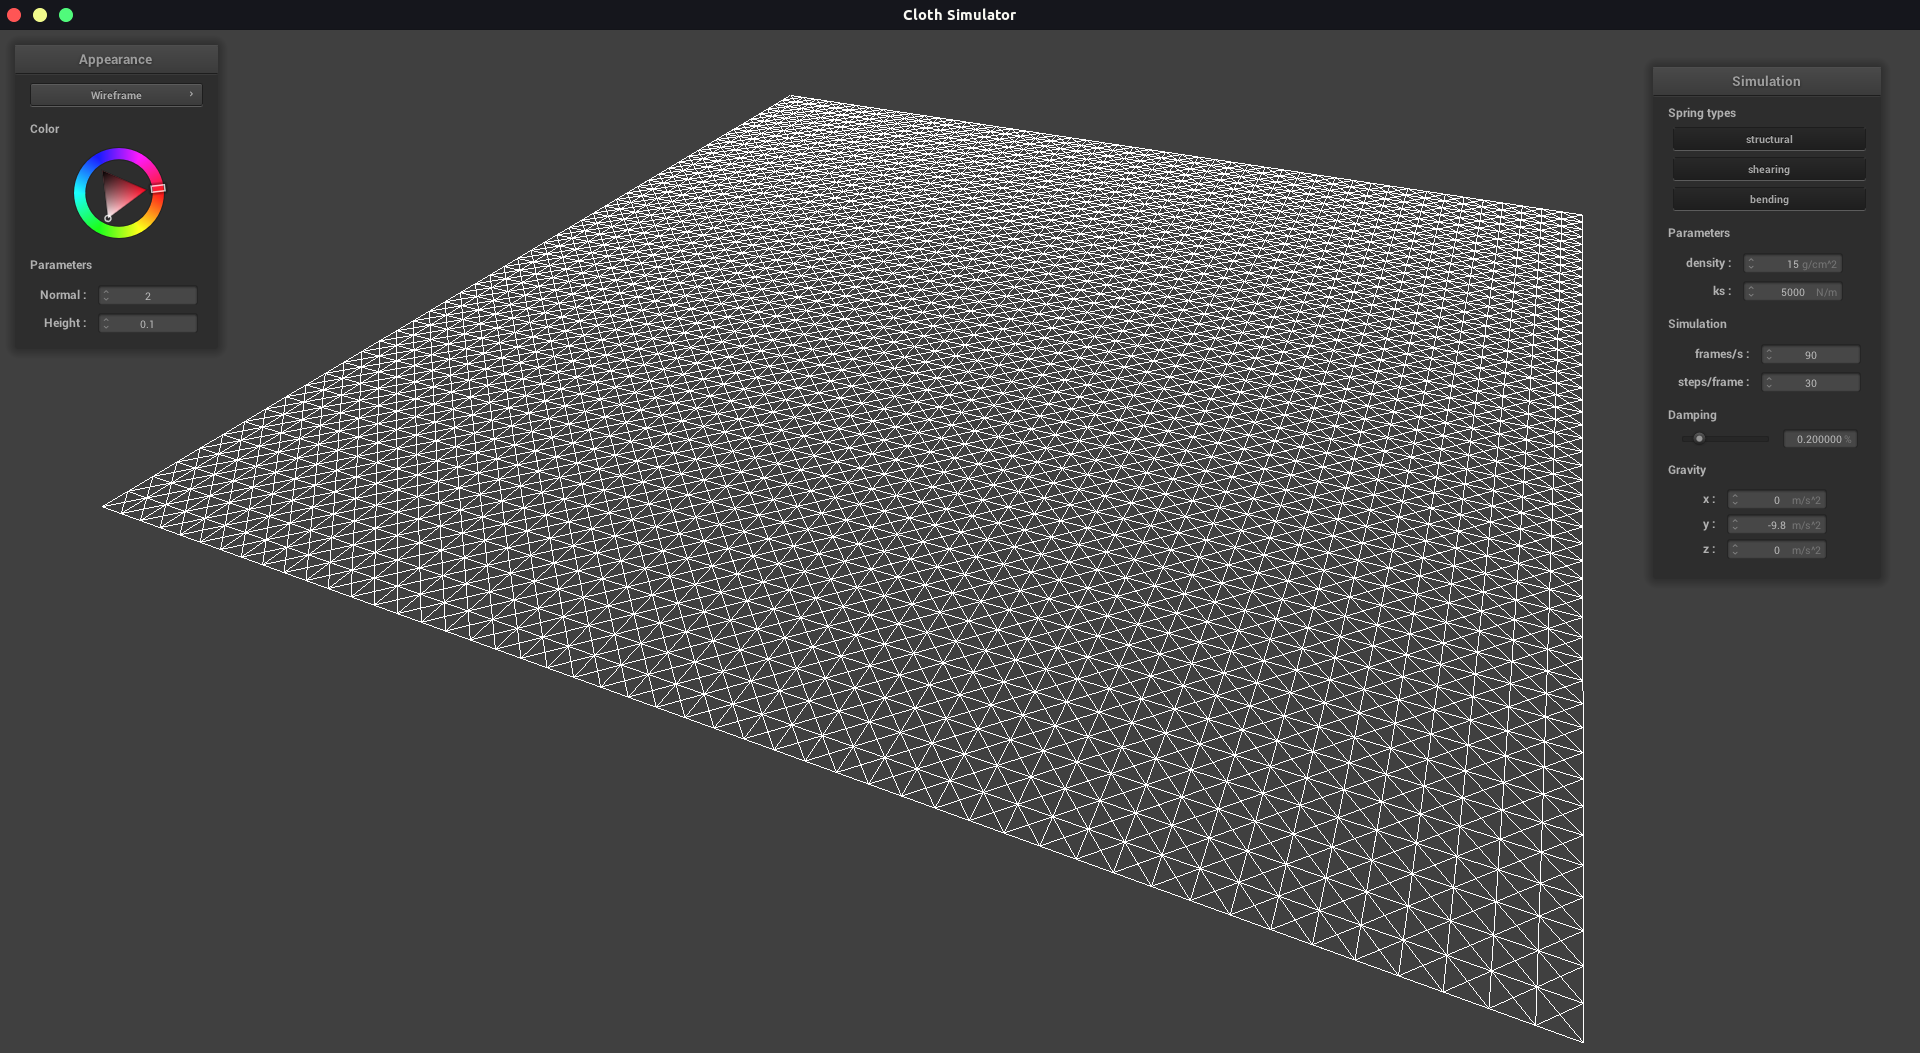 Cloth Simulator
Appearance
Wireframe
Color
Parameters
Normal : 2
Height : 0.1
Simulation
Spring types
structural
shearing
bending
Parameters
density : 15 g/cm^2
ks : 5000 N/m
Simulation
frames/s : 90
steps/frame : 30
Damping
0.200000 %
Gravity
x : 0 m/s^2
y : -9.8 m/s^2
z : 0 m/s^2